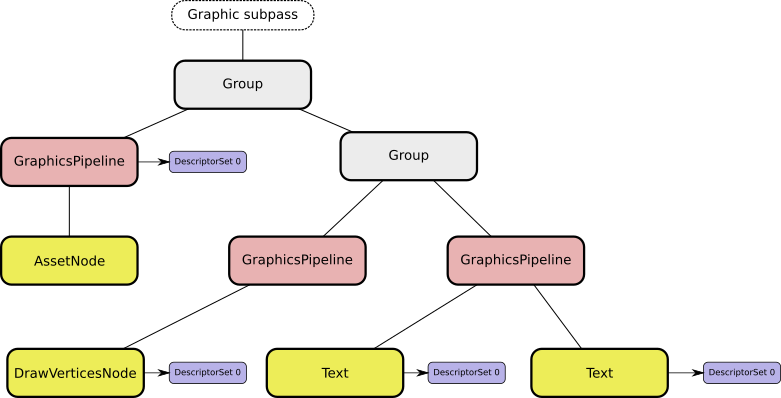 Graphic subpass
Group
GraphicsPipeline
DescriptorSet 0
Group
AssetNode
GraphicsPipeline
GraphicsPipeline
DrawVerticesNode
DescriptorSet 0
Text
DescriptorSet 0
Text
DescriptorSet 0